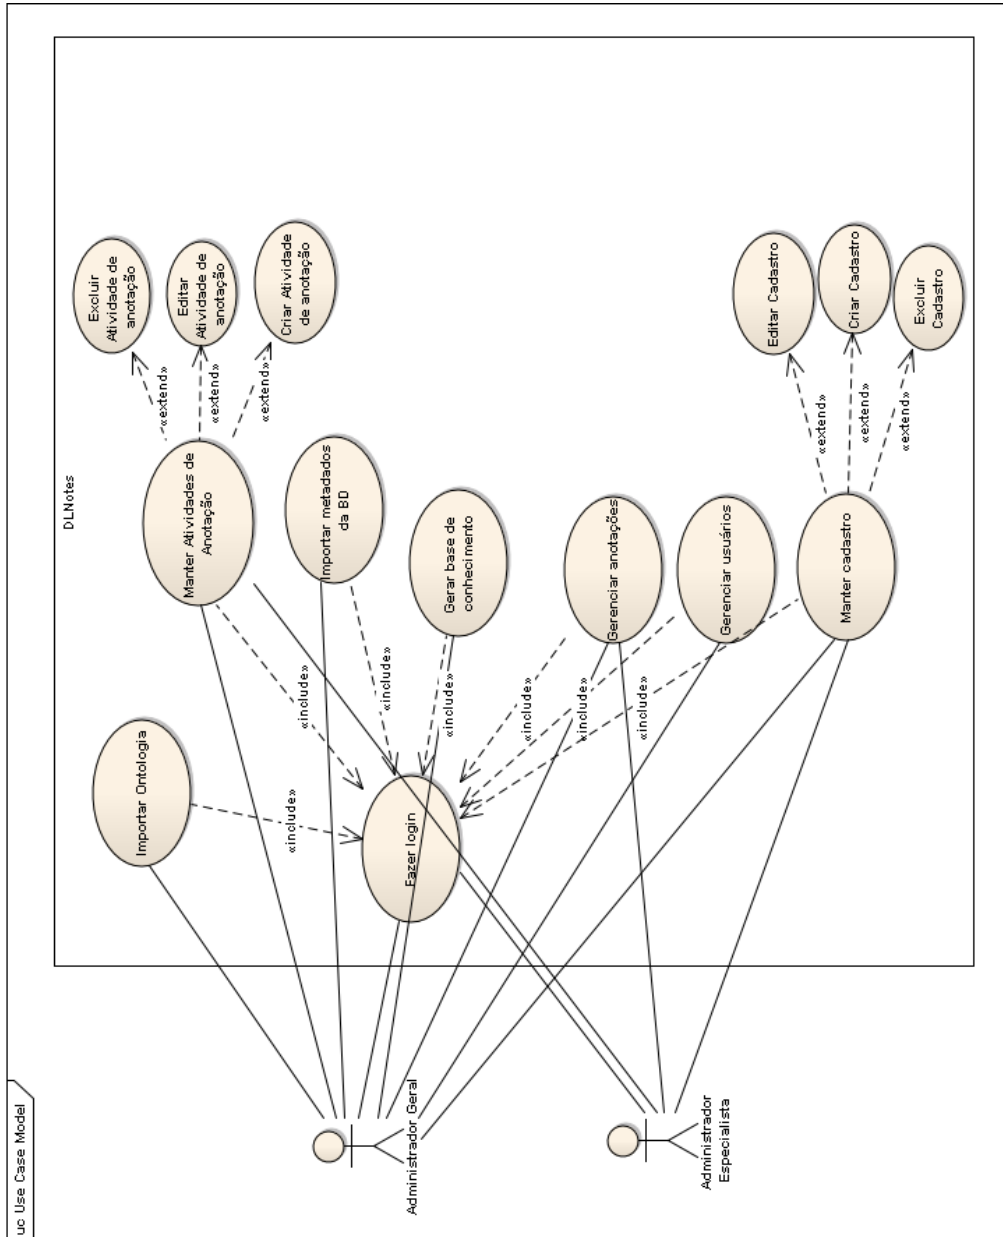 uc Use Case Model
DLNotes
Excluir
Atividade de
anotação
Editar
Atividade de
anotação
Criar Atividade
de anotação
«extend»
«extend»
«extend»
Manter Atividades de
Anotação
Importar metadados
da BD
Gerar base de
conhecimento
Gerenciar anotações
Gerenciar usuários
Manter cadastro
Editar Cadastro
Criar Cadastro
Excluir
Cadastro
«extend»
«extend»
«extend»
Importar Ontologia
Fazer login
«include»
«include»
«include»
«include»
«include»
«include»
«include»
Administrador Geral
Administrador
Especialista